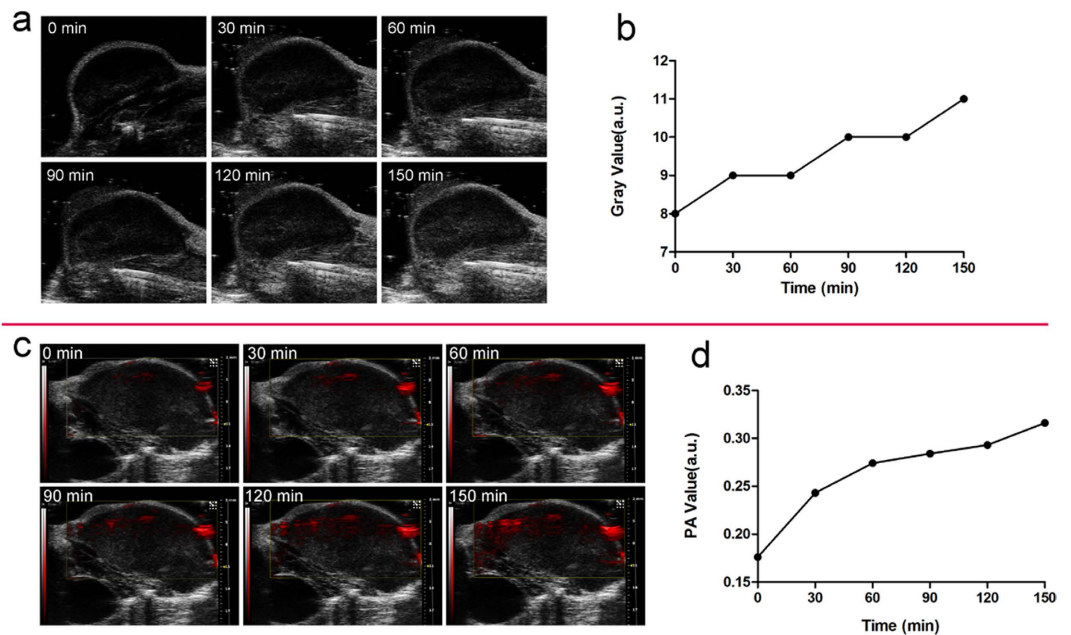 a
0 min
30 min
60 min
90 min
120 min
150 min
b
12
11
10
9
8
7
Gray Value(a.u.)
0 30 60 90 120 150
Time (min)
c
0 min
30 min
60 min
90 min
120 min
150 min
d
0.35
0.30
0.25
0.20
0.15
PA Value(a.u.)
0 30 60 90 120 150
Time (min)